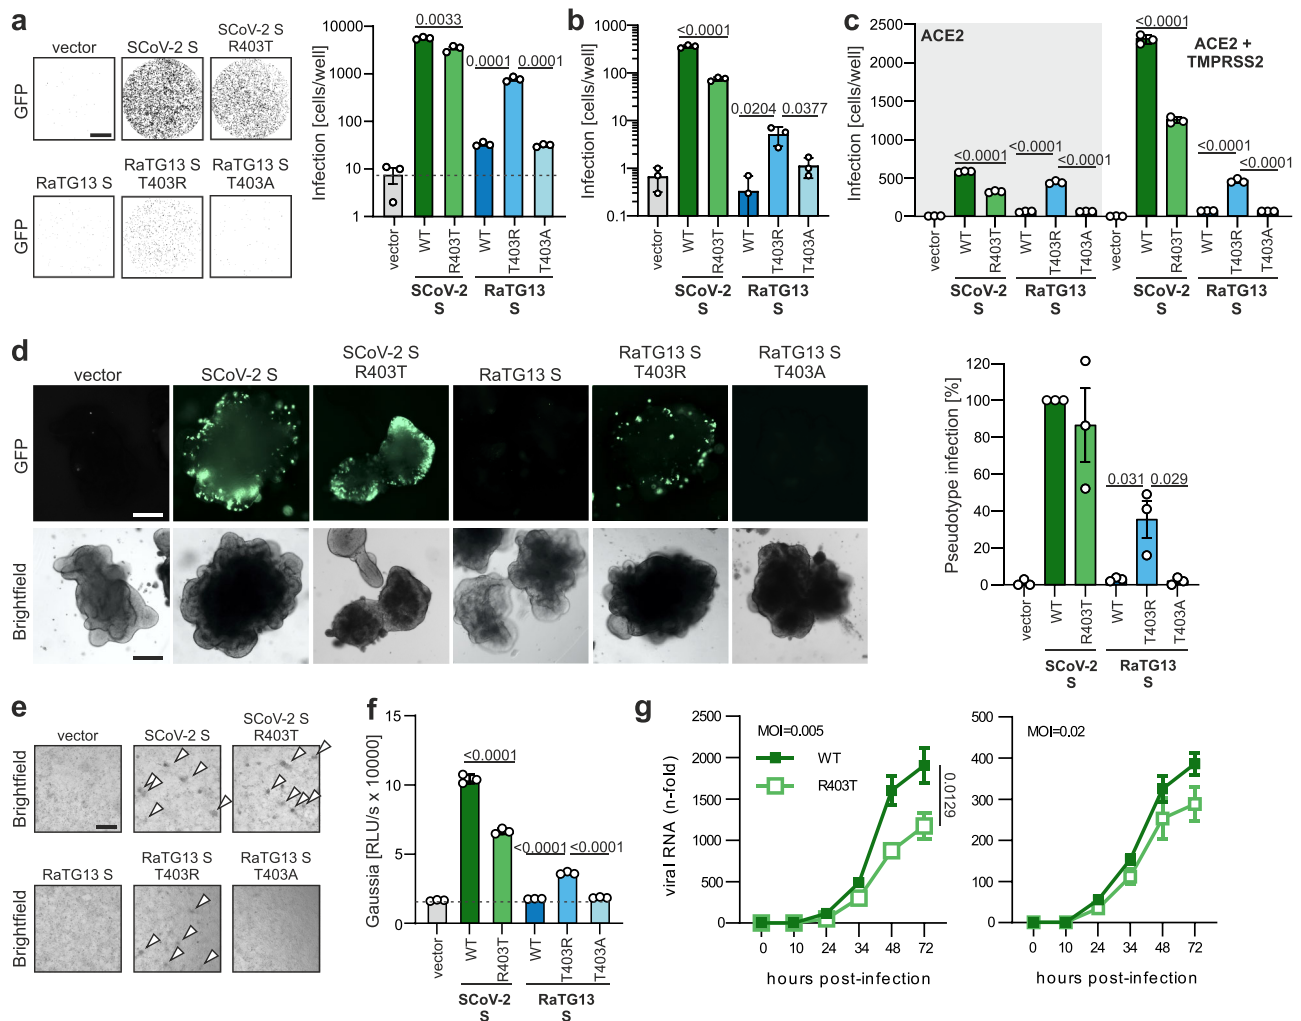 a
vector
SCoV-2 S
SCoV-2 S
R403T
GFP
RaTG13 S
RaTG13 S
T403R
RaTG13 S
T403A
GFP
Infection [cells/well]
10000
1000
100
10
1
0.0033
0.0001
0.0001
vector
WT
R403T
WT
T403R
T403A
SCoV-2
S
RaTG13
S
b
Infection [cells/well]
1000
100
10
1
0.1
<0.0001
0.0204
0.0377
vector
WT
R403T
WT
T403R
T403A
SCoV-2
S
RaTG13
S
c
Infection [cells/well]
2500
2000
1500
1000
500
0
ACE2
ACE2 +
TMPRSS2
<0.0001
<0.0001
<0.0001
<0.0001
<0.0001
<0.0001
vector
WT
R403T
WT
T403R
T403A
vector
WT
R403T
WT
T403R
T403A
SCoV-2
S
RaTG13
S
SCoV-2
S
RaTG13
S
d
vector
SCoV-2 S
SCoV-2 S
R403T
RaTG13 S
RaTG13 S
T403R
RaTG13 S
T403A
GFP
Brightfield
Pseudotype infection [%]
120
100
80
60
40
20
0
0.031
0.029
vector
WT
R403T
WT
T403R
T403A
SCoV-2
S
RaTG13
S
e
vector
SCoV-2 S
SCoV-2 S
R403T
Brightfield
RaTG13 S
RaTG13 S
T403R
RaTG13 S
T403A
Brightfield
f
Gaussia [RLU/s x 10000]
15
10
5
0
<0.0001
<0.0001
<0.0001
vector
WT
R403T
WT
T403R
T403A
SCoV-2
S
RaTG13
S
g
viral RNA (n-fold)
2500
2000
1500
1000
500
0
MOI=0.005
WT
R403T
0.0129
0
10
24
34
48
72
hours post-infection
500
400
300
200
100
0
MOI=0.02
0
10
24
34
48
72
hours post-infection